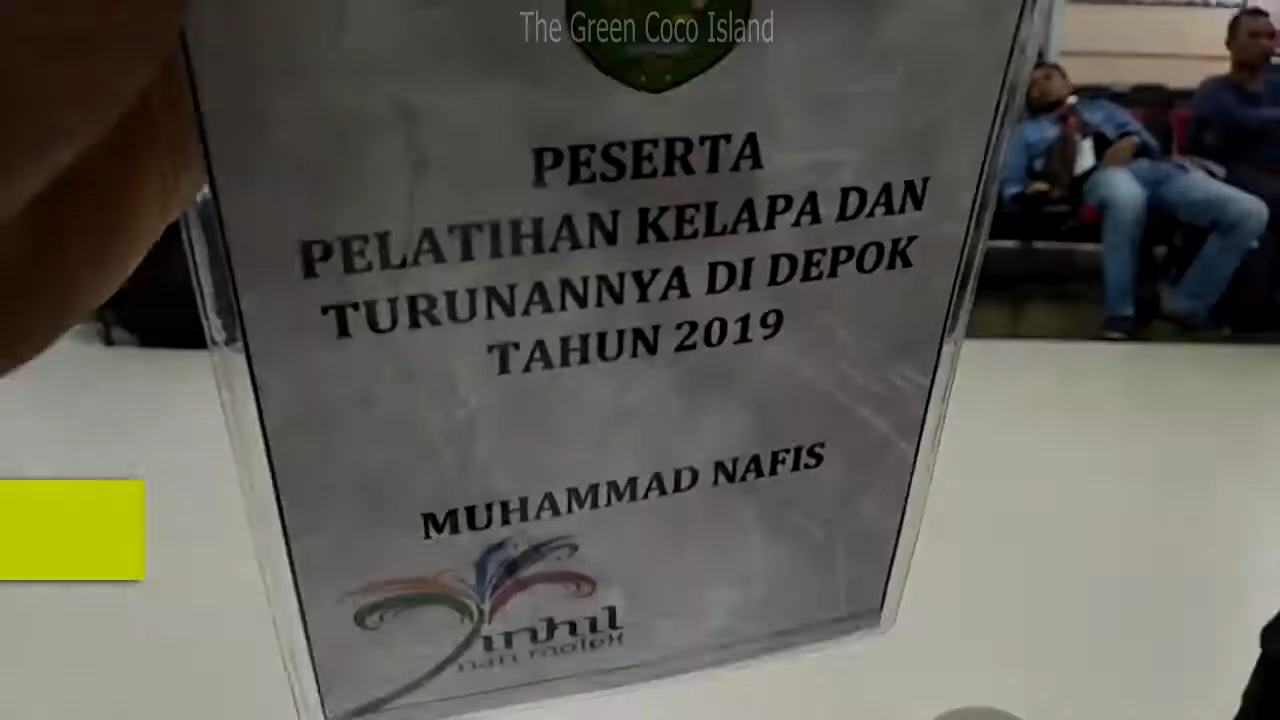 The Green Coco Island
PESERTA
PELATIHAN KELAPA DAN
TURUNANNYA DI DEPOK
TAHUN 2019
MUHAMMAD NAFIS
inhil
nan molek